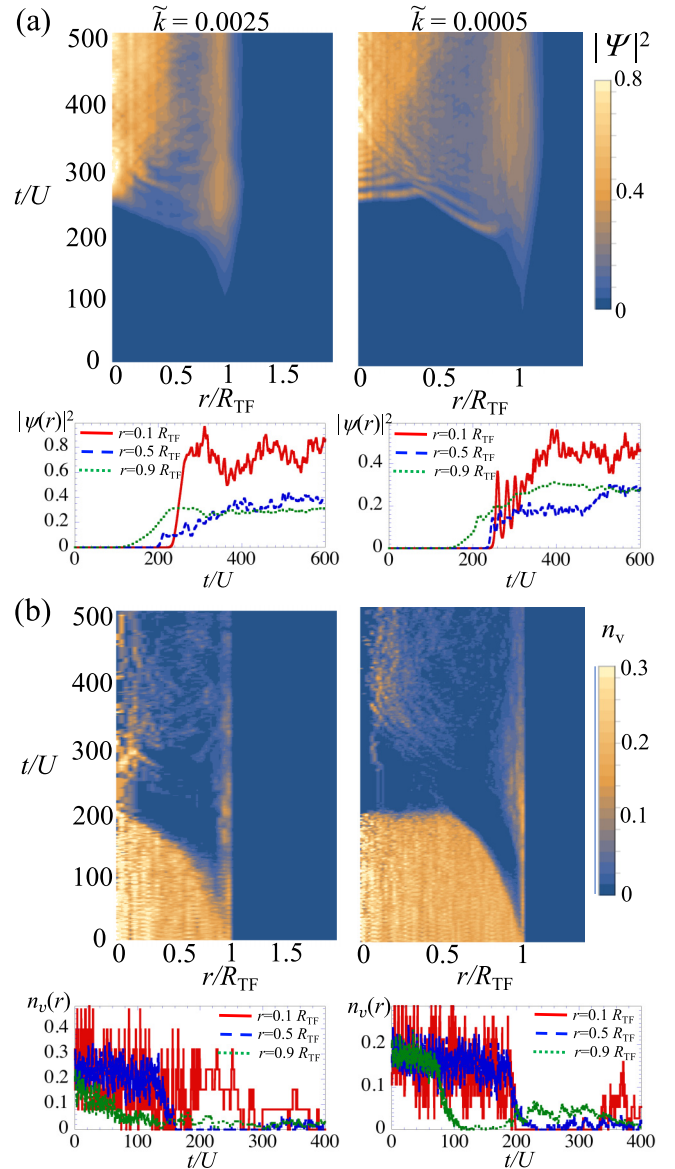 (a) k̃ = 0.0025 k̃ = 0.0005
|Ψ|²
500
400
300
200
100
0
t/U
0 0.5 1 1.5
r/R_TF
0 0.5 1
r/R_TF
0.8
0.4
0
|ψ(r)|²
0.8
0.6
0.4
0.2
0
r=0.1 R_TF
r=0.5 R_TF
r=0.9 R_TF
0 200 400 600
t/U
|ψ(r)|²
0.4
0.2
0
r=0.1 R_TF
r=0.5 R_TF
r=0.9 R_TF
0 200 400 600
t/U
(b)
500
400
300
200
100
0
t/U
0 0.5 1 1.5
r/R_TF
0 0.5 1
r/R_TF
n_v
0.3
0.2
0.1
0
n_v(r)
0.4
0.3
0.2
0.1
0
r=0.1 R_TF
r=0.5 R_TF
r=0.9 R_TF
0 100 200 300 400
t/U
n_v(r)
0.2
0.1
0
r=0.1 R_TF
r=0.5 R_TF
r=0.9 R_TF
0 100 200 300 400
t/U